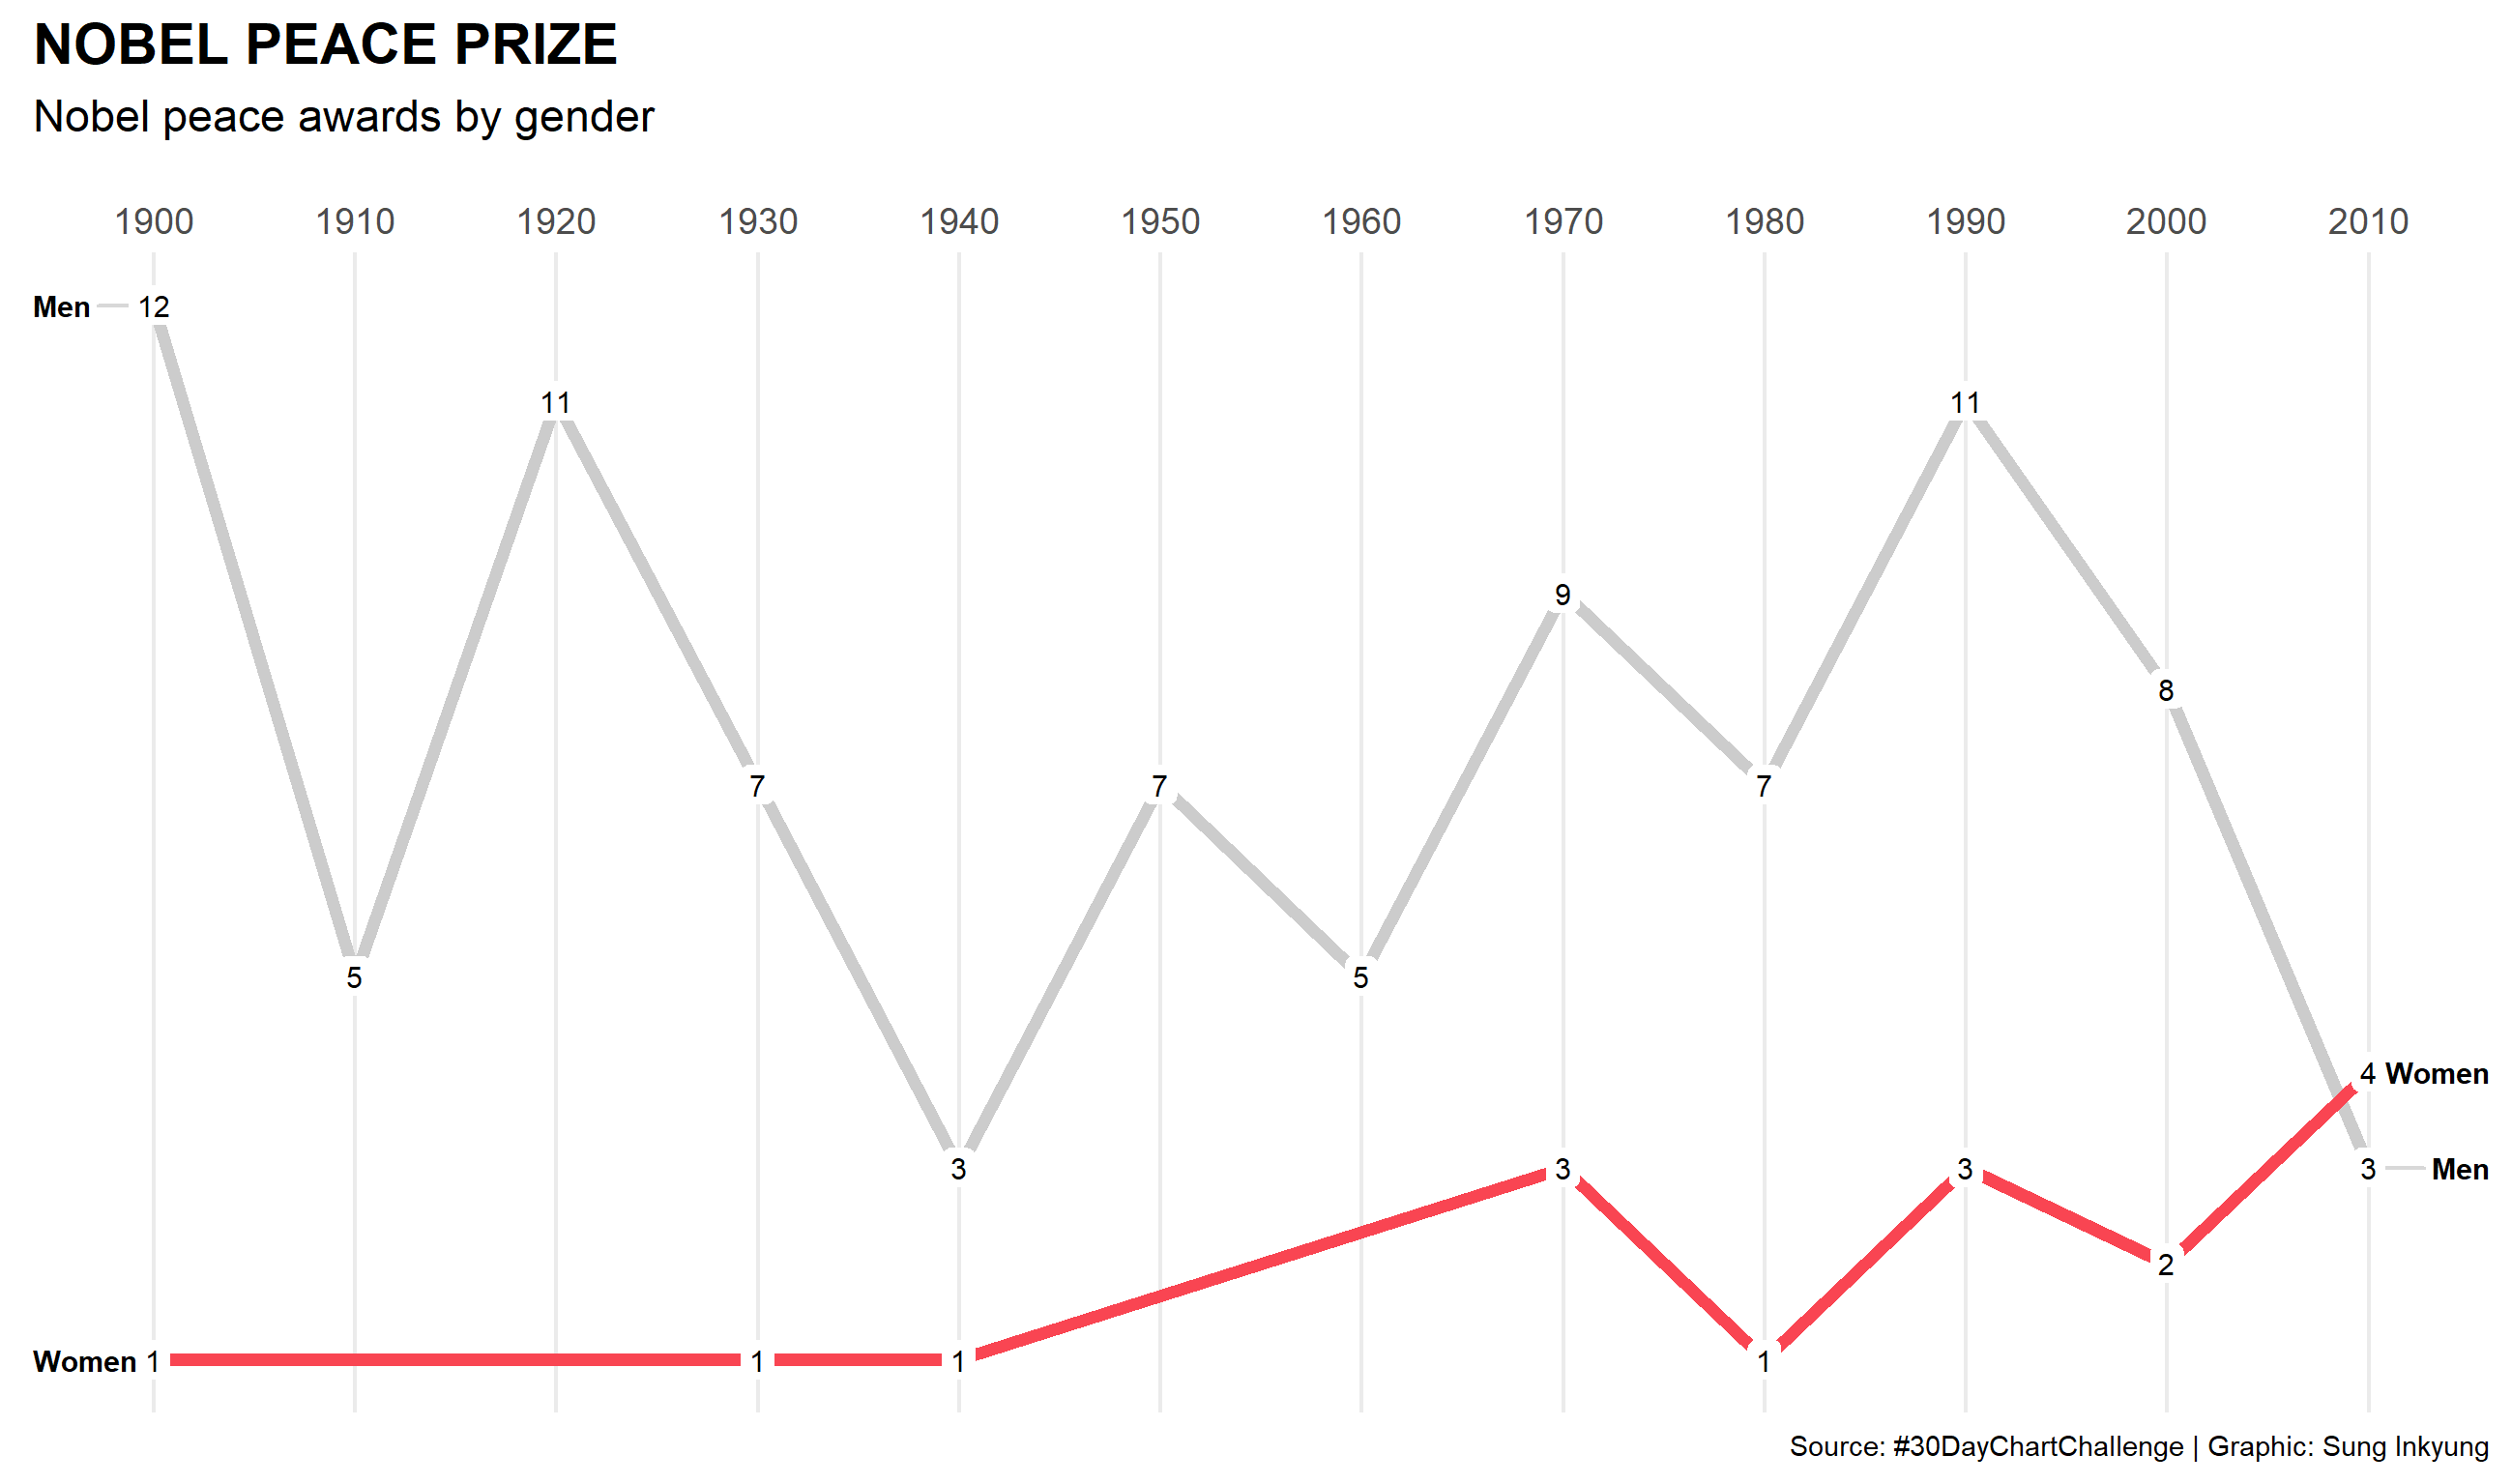 NOBEL PEACE PRIZE
Nobel peace awards by gender
1900 1910 1920 1930 1940 1950 1960 1970 1980 1990 2000 2010
Men 12
11 11
9
8
7 7 7
5 5
4 Women
3 3 3 3 Men
2
Women 1 1 1 1
Source: #30DayChartChallenge | Graphic: Sung Inkyung